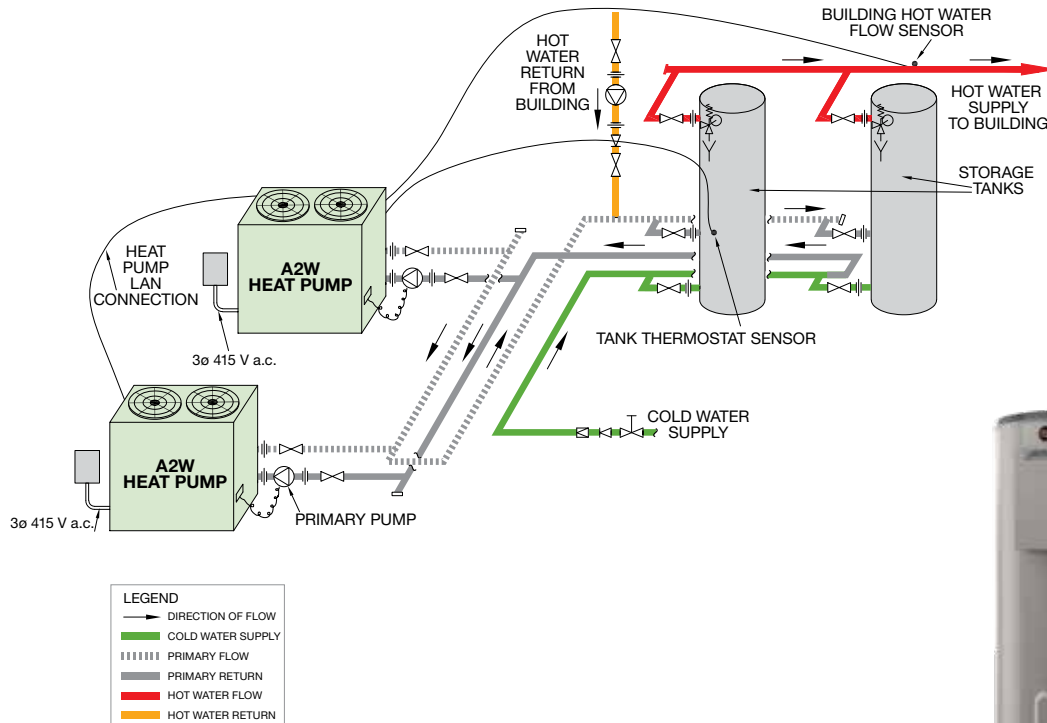 BUILDING HOT WATER
FLOW SENSOR
HOT
WATER
RETURN
FROM
BUILDING
HOT WATER
SUPPLY
TO BUILDING
STORAGE
TANKS
HEAT
PUMP
LAN
CONNECTION
A2W
HEAT PUMP
3ø 415 V a.c.
TANK THERMOSTAT SENSOR
COLD WATER
SUPPLY
A2W
HEAT PUMP
3ø 415 V a.c.
PRIMARY PUMP
LEGEND
DIRECTION OF FLOW
COLD WATER SUPPLY
PRIMARY FLOW
PRIMARY RETURN
HOT WATER FLOW
HOT WATER RETURN